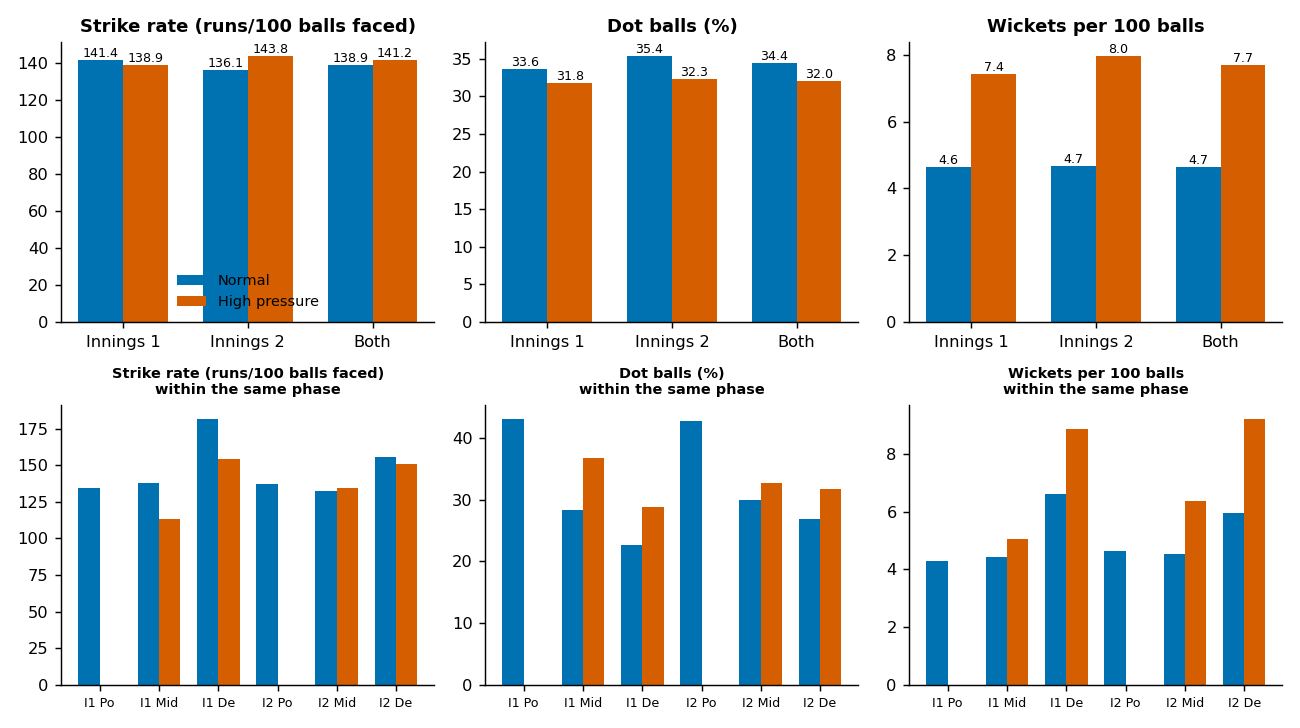 Strike rate (runs/100 balls faced)
140
120
100
80
60
40
20
0
141.4
138.9
136.1
143.8
138.9
141.2
Normal
High pressure
Innings 1
Innings 2
Both
Dot balls (%)
35
30
25
20
15
10
5
0
33.6
31.8
35.4
32.3
34.4
32.0
Innings 1
Innings 2
Both
Wickets per 100 balls
8
6
4
2
0
4.6
7.4
4.7
8.0
4.7
7.7
Innings 1
Innings 2
Both
Strike rate (runs/100 balls faced)
within the same phase
175
150
125
100
75
50
25
0
I1 Po
I1 Mid
I1 De
I2 Po
I2 Mid
I2 De
Dot balls (%)
within the same phase
40
30
20
10
0
I1 Po
I1 Mid
I1 De
I2 Po
I2 Mid
I2 De
Wickets per 100 balls
within the same phase
8
6
4
2
0
I1 Po
I1 Mid
I1 De
I2 Po
I2 Mid
I2 De